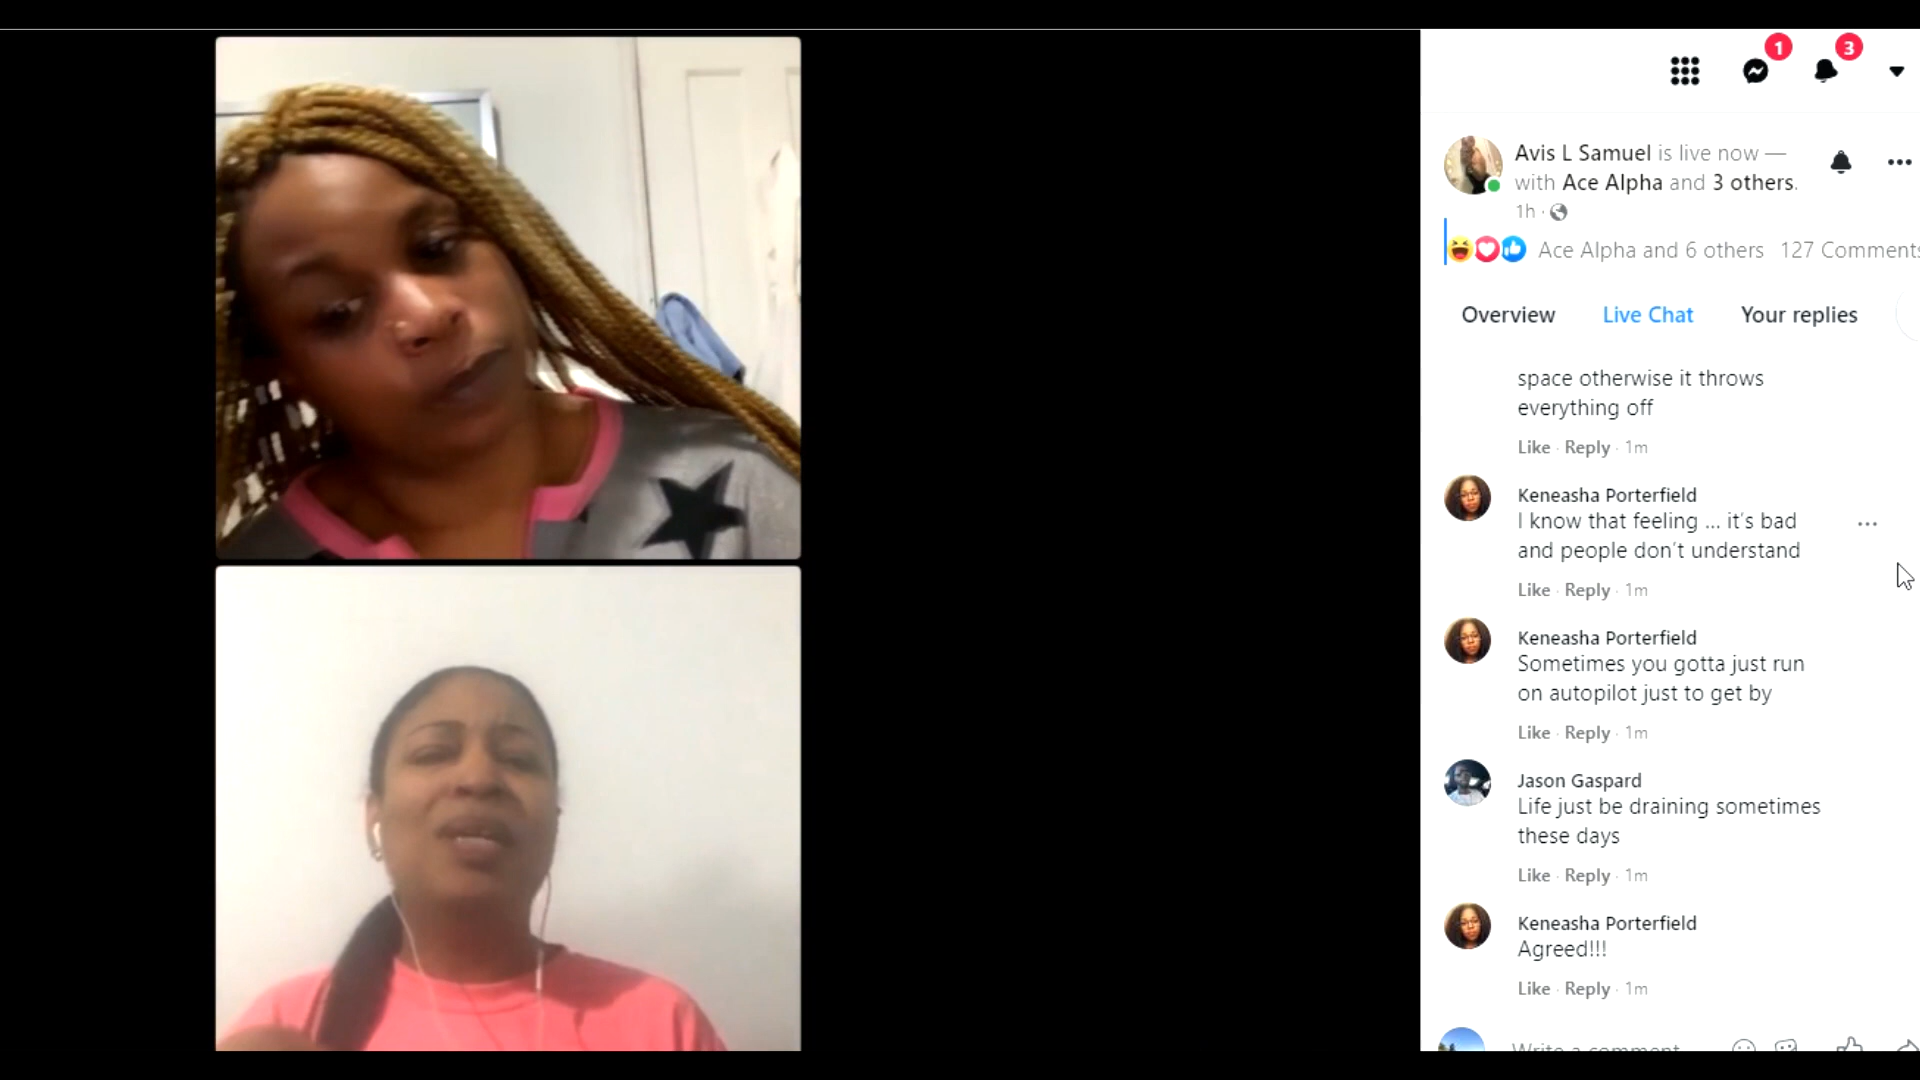 1
3
Avis L Samuel is live now —
with Ace Alpha and 3 others.
1h ·
Ace Alpha and 6 others 127 Comments
Overview Live Chat Your replies
space otherwise it throws
everything off
Like · Reply · 1m
Keneasha Porterfield
I know that feeling ... it's bad
and people don't understand
Like · Reply · 1m
Keneasha Porterfield
Sometimes you gotta just run
on autopilot just to get by
Like · Reply · 1m
Jason Gaspard
Life just be draining sometimes
these days
Like · Reply · 1m
Keneasha Porterfield
Agreed!!!
Like · Reply · 1m
Write a comment